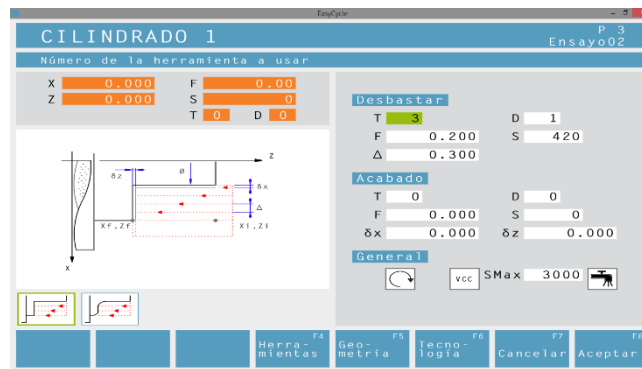 EasyCycle
CILINDRADO 1
P 3
Ensayo02
Número de la herramienta a usar
X 0.000 F 0.00
Z 0.000 S 0
T 0 D 0
Desbastar
T 3 D 1
F 0.200 S 420
Δ 0.300
Acabado
T 0 D 0
F 0.000 S 0
δx 0.000 δz 0.000
General
vcc SMax 3000
Z
δz
ø
δx
Δ
Xf,Zf
Xi,Zi
X
F4
Herra-
mientas
F5
Geo-
metría
F6
Tecno-
logía
F7
Cancelar
F8
Aceptar